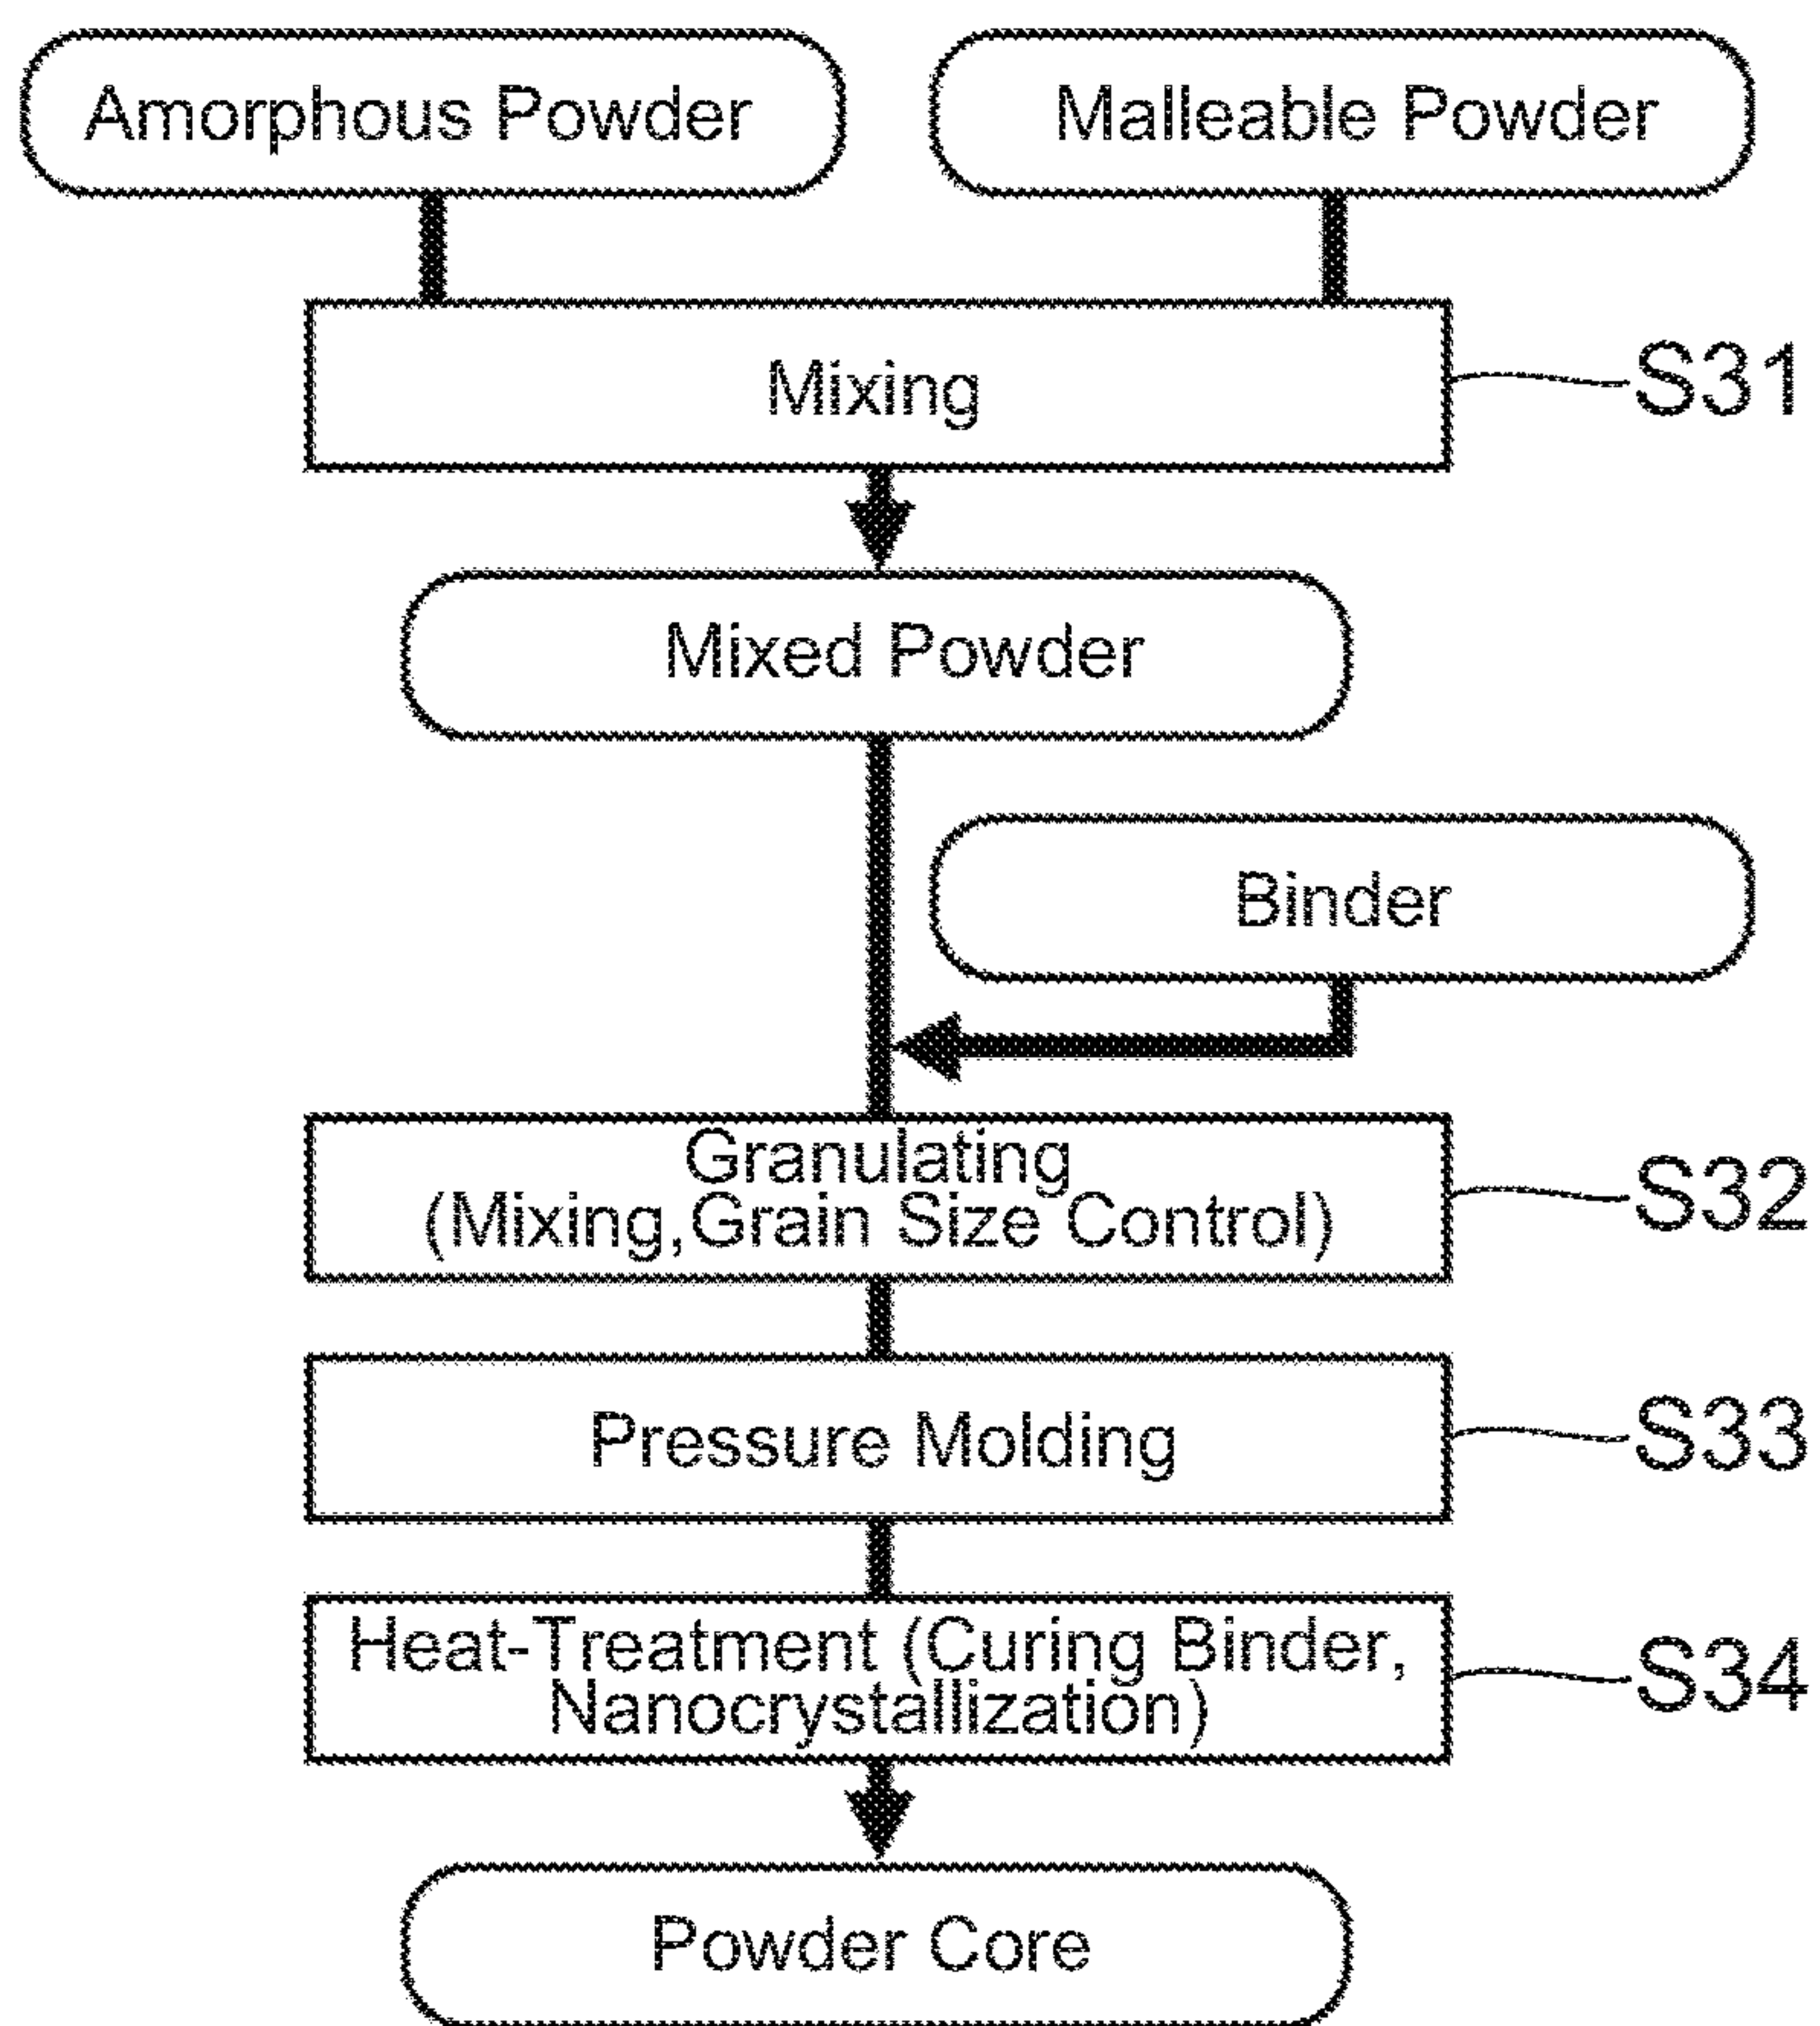 Amorphous Powder
Malleable Powder
Mixing
S31
Mixed Powder
Binder
Granulating
(Mixing,Grain Size Control)
S32
Pressure Molding
S33
Heat-Treatment (Curing Binder,
Nanocrystallization)
S34
Powder Core